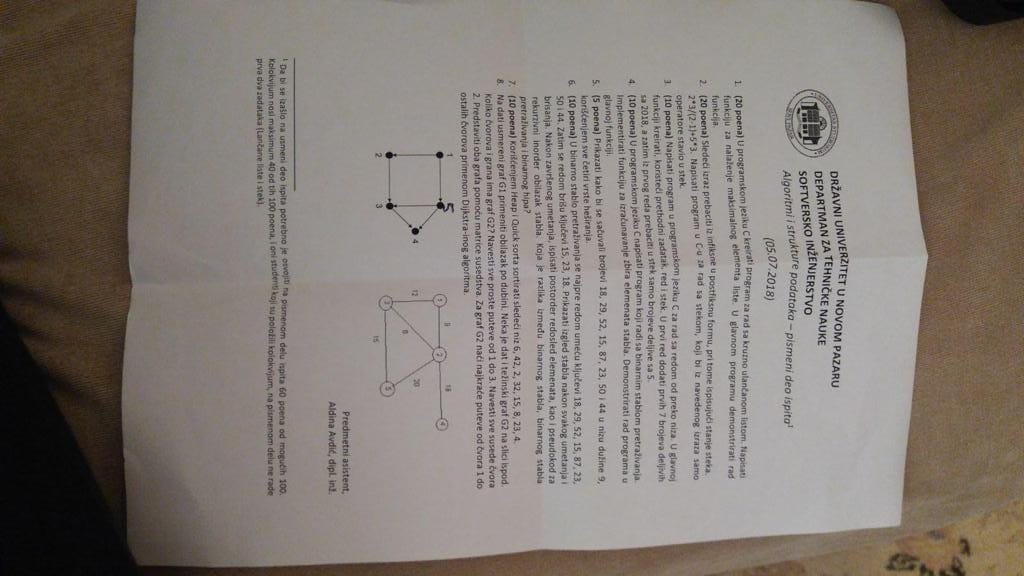 DRŽAVNI UNIVERZITET U NOVOM PAZARU
DEPARTMAN ZA TEHNIČKE NAUKE
SOFTVERSKO INŽENJERSTVO
Algoritmi i strukture podataka – pismeni deo ispita¹
(05.07.2018)
1. (20 poena) U programskom jeziku C kreirati program za rad sa kružno ulančanom listom. Napisati
funkciju za nalaženje maksimalnog elementa liste. U glavnom programu demonstrirati rad
funkcija.
2. (20 poena) Sledeći izraz prebaciti iz infiksne u postfiksnu formu, pri tome ispisujući stanje steka.
2*3/(2-1)+5*3. Napisati program u C-u za rad sa stekom, koji bi iz navedenog izraza samo
operatore stavio u stek.
3. (10 poena) Napisati program u programskom jeziku C za rad sa redom od preko niza. U glavnoj
funkciji kreirati, koristeći prethodni zadatak, red i stek. U prvi red dodati prvih 7 brojeva deljivih
sa 2018, a zatim iz prvog reda prebaciti u stek samo brojeve deljive sa 5.
4. (10 poena) U programskom jeziku C napisati program koji radi sa binarnim stablom pretraživanja.
Implementirati funkciju za izračunavanje zbira elemenata stabla. Demonstrirati rad programa u
glavnoj funkciji.
5. (5 poena) Prikazati kako bi se sačuvali brojevi 18, 29, 52, 15, 87, 23, 50 i 44 u nizu dužine 9,
korišćenjem sve četiri vrste heširanja.
6. (10 poena) U binarno stablo pretraživanja se najpre redom umeću ključevi 18, 29, 52, 15, 87, 23,
50 i 44. Zatim se redom brišu ključevi 15, 23, 18. Prikazati izgled stabla nakon svakog umetanja i
brisanja. Nakon završenog umetanja, ispisati postorder redosled elemenata, kao i pseudokod za
rekurzivni inorder obilazak stabla. Koja je razlika između binarnog stabla, binarnog stabla
pretraživanja i binarnog hipa?
7. (10 poena) Korišćenjem Heap i Quick sorta sortirati sledeći niz 6, 42, 2, 32, 15, 8, 23, 4.
8. Na dati usmereni graf G1 primeniti obilazak po dubini. Neka je dat i težinski graf G2 na slici ispod.
Koliko čvorova i grana ima graf G2? Navesti sve proste puteve od 1 do 3. Navesti sve susede čvora
2. Predstaviti oba grafa pomoću matrice susedstva. Za graf G2 naći najkraće puteve od čvora 1 do
ostalih čvorova primenom Dijkstra-inog algoritma.
1
5
4
2
3
1
9
2
18
4
12
6
20
3
15
5
Predmetni asistent,
Aldina Avdić, dipl. inž.
¹ Da bi se izašlo na usmeni deo ispita potrebno je osvojiti na pismenom delu ispita 60 poena od mogućih 100.
Kolokvijum nosi maksimum 40 od tih 100 poena, i oni studenti koji su položili kolokvijum, na pismenom dela ne rade
prva dva zadatka (Lančane liste i stek).